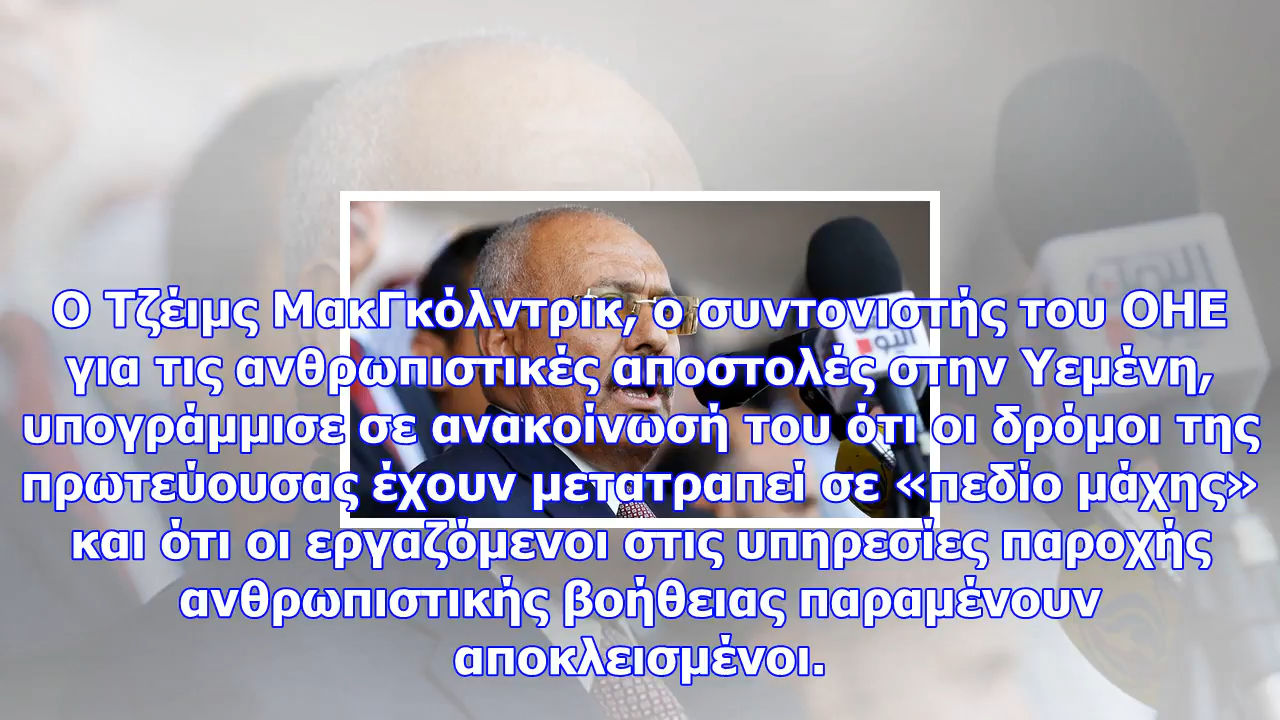 Ο Τζέιμς ΜακΓκόλντρικ, ο συντονιστής του ΟΗΕ
για τις ανθρωπιστικές αποστολές στην Υεμένη,
υπογράμμισε σε ανακοίνωσή του ότι οι δρόμοι της
πρωτεύουσας έχουν μετατραπεί σε «πεδίο μάχης»
και ότι οι εργαζόμενοι στις υπηρεσίες παροχής
ανθρωπιστικής βοήθειας παραμένουν
αποκλεισμένοι.